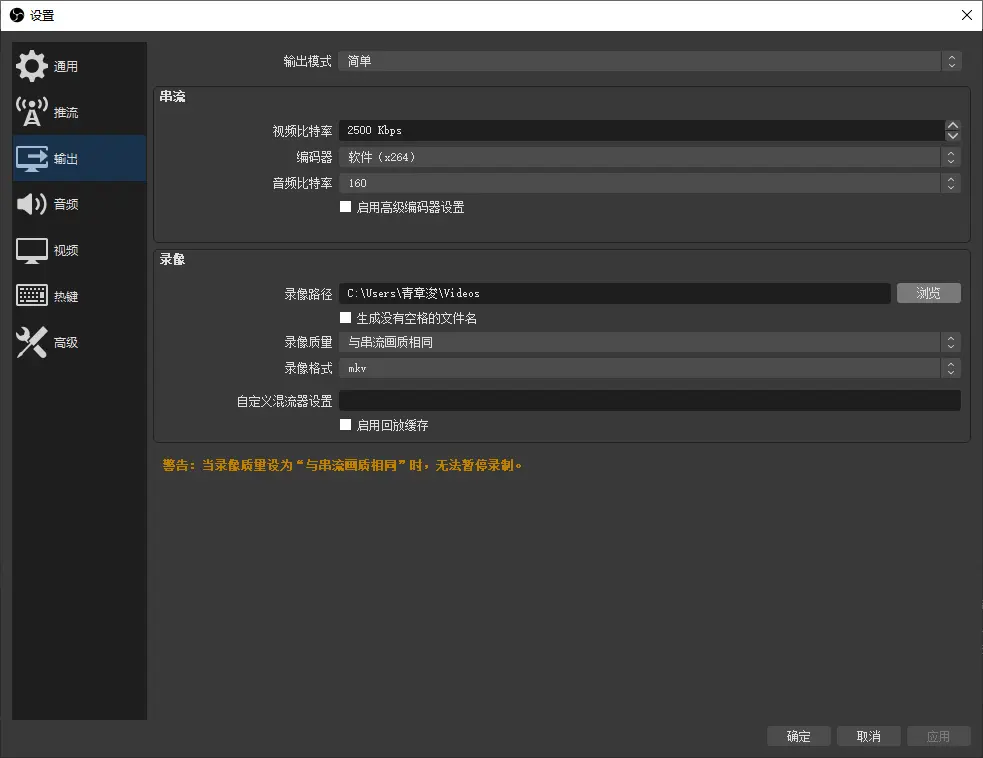 设置
通用
推流
输出
音频
视频
热键
高级
输出模式 简单
串流
视频比特率 2500 Kbps
编码器 软件（x264）
音频比特率 160
启用高级编码器设置
录像
录像路径 C:\Users\青章浚\Videos 浏览
生成没有空格的文件名
录像质量 与串流画质相同
录像格式 mkv
自定义混流器设置
启用回放缓存
警告：当录像质量设为“与串流画质相同”时，无法暂停录制。
确定 取消 应用